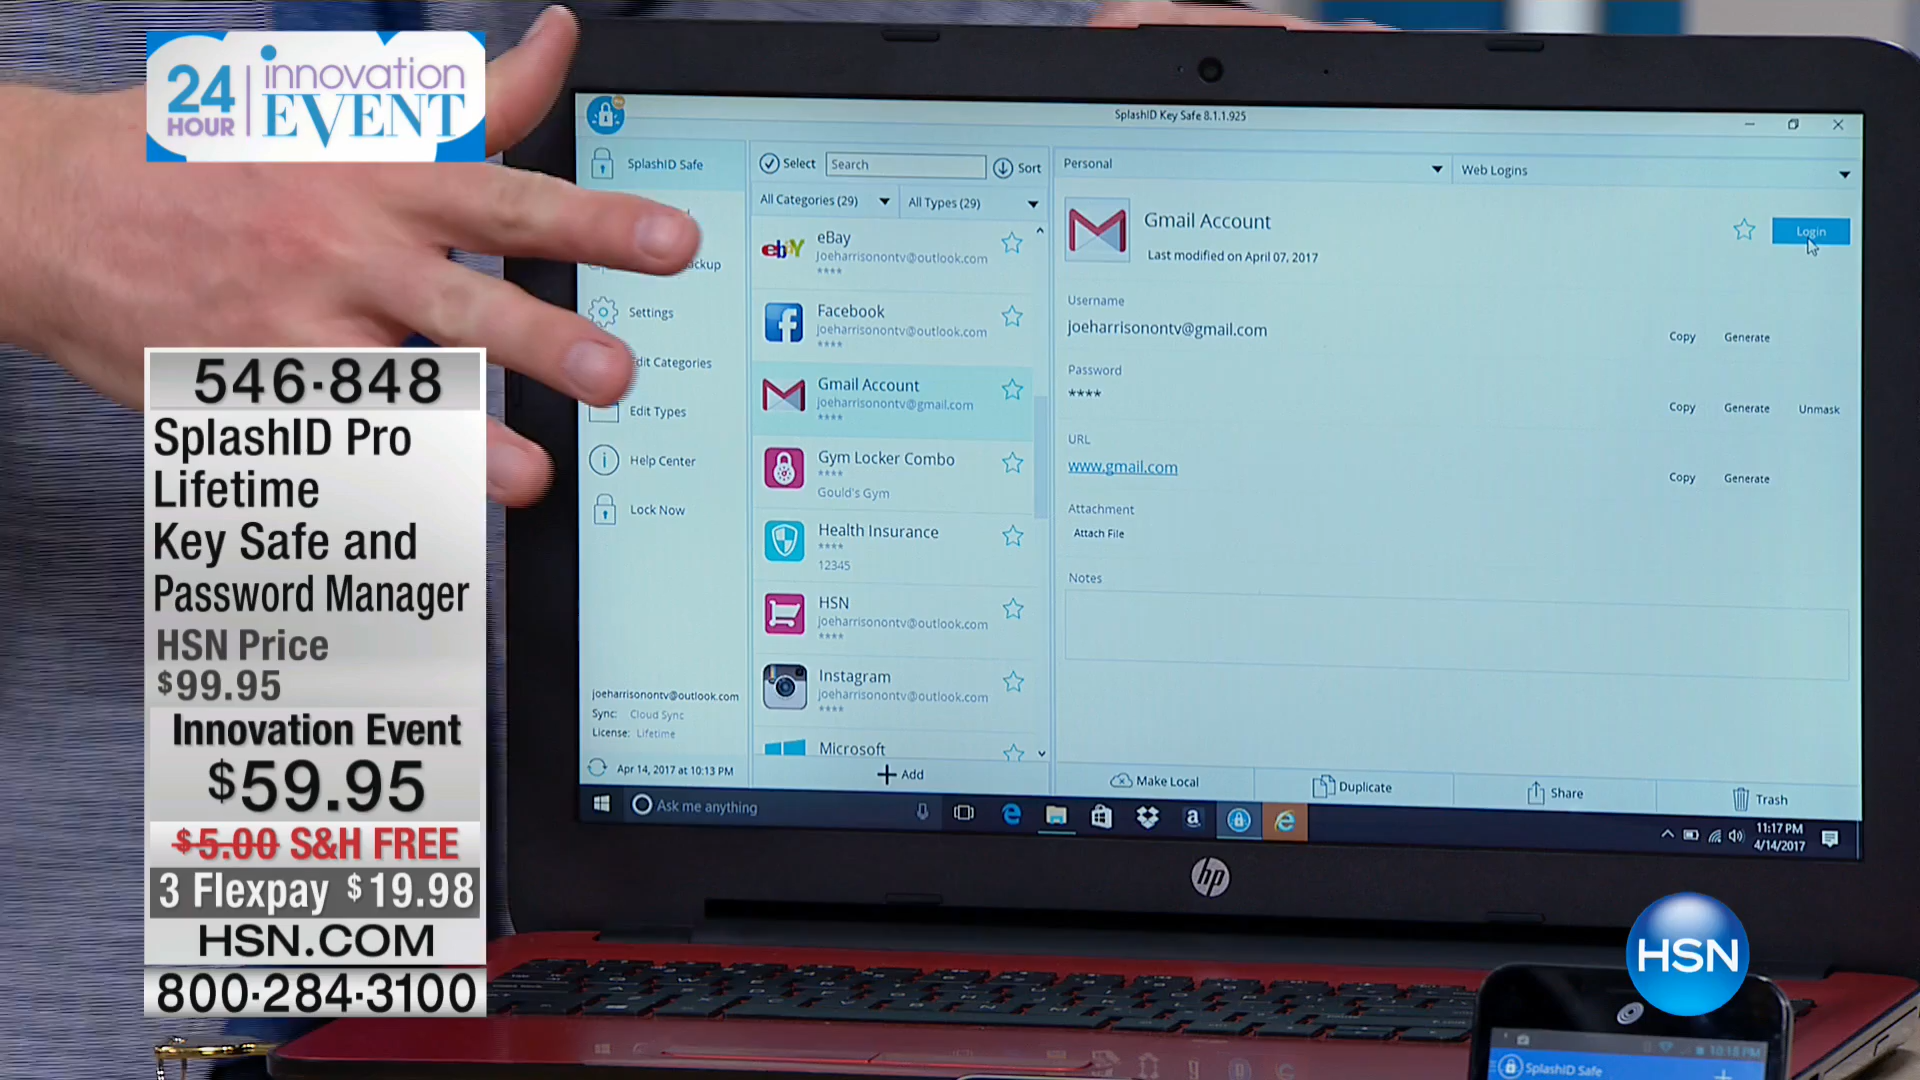 24 HOUR innovation EVENT
546·848
SplashID Pro
Lifetime
Key Safe and
Password Manager
HSN Price
$99.95
Innovation Event
$59.95
$5.00 S&H FREE
3 Flexpay $19.98
HSN.COM
800·284·3100
SplashID Key Safe 8.1.1.925
SplashID Safe
ckup
Settings
dit Categories
Edit Types
Help Center
Lock Now
joeharrisonontv@outlook.com
Sync: Cloud Sync
License: Lifetime
Apr 14, 2017 at 10:13 PM
Select Search Sort
All Categories (29) All Types (29)
eBay
Joeharrisonontv@outlook.com
****
Facebook
joeharrisonontv@outlook.com
****
Gmail Account
joeharrisonontv@gmail.com
****
Gym Locker Combo
****
Gould's Gym
Health Insurance
****
12345
HSN
joeharrisonontv@outlook.com
****
Instagram
joeharrisonontv@outlook.com
****
Microsoft
Add
Personal Web Logins
Gmail Account
Login
Last modified on April 07, 2017
Username
joeharrisonontv@gmail.com
Copy Generate
Password
****
Copy Generate Unmask
URL
www.gmail.com
Copy Generate
Attachment
Attach File
Notes
Make Local Duplicate Share Trash
Ask me anything
11:17 PM
4/14/2017
hp
HSN
10:18 PM
SplashID Safe